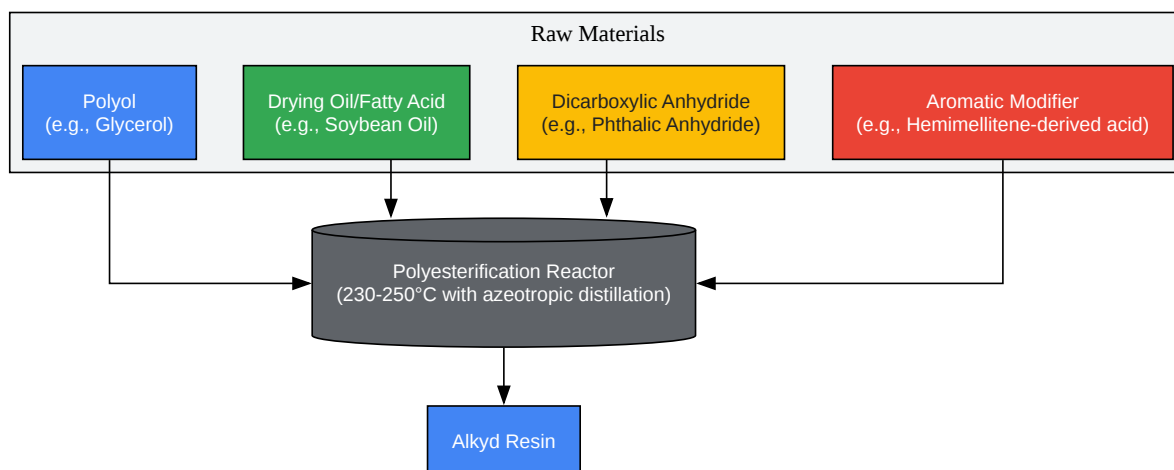 Raw Materials
Polyol
(e.g., Glycerol)
Drying Oil/Fatty Acid
(e.g., Soybean Oil)
Dicarboxylic Anhydride
(e.g., Phthalic Anhydride)
Aromatic Modifier
(e.g., Hemimellitene-derived acid)
Polyesterification Reactor
(230-250°C with azeotropic distillation)
Alkyd Resin